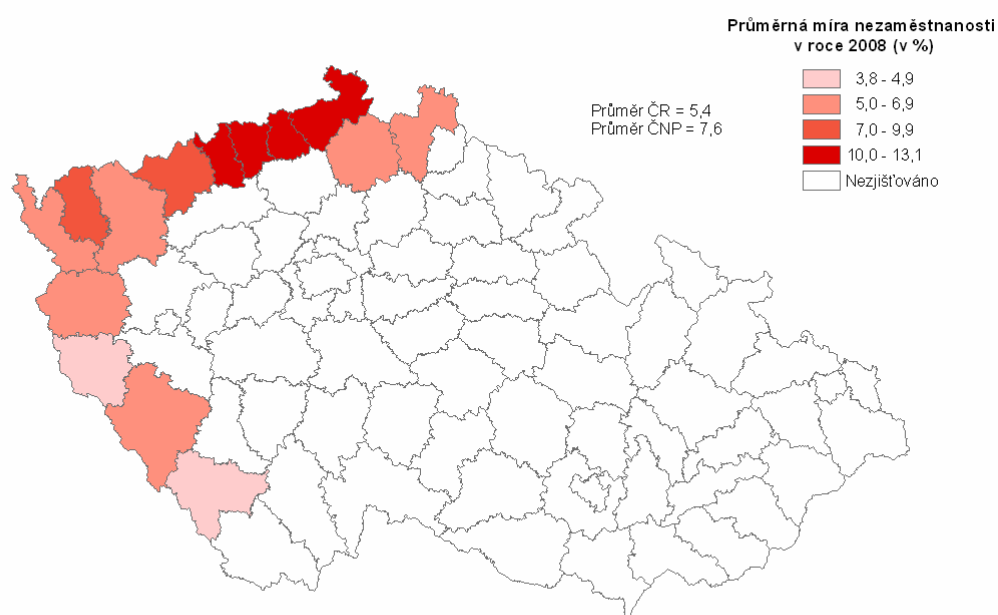 Průměrná míra nezaměstnanosti
v roce 2008 (v %)
3,8 - 4,9
5,0 - 6,9
7,0 - 9,9
10,0 - 13,1
Nezjišťováno
Průměr ČR = 5,4
Průměr ČNP = 7,6